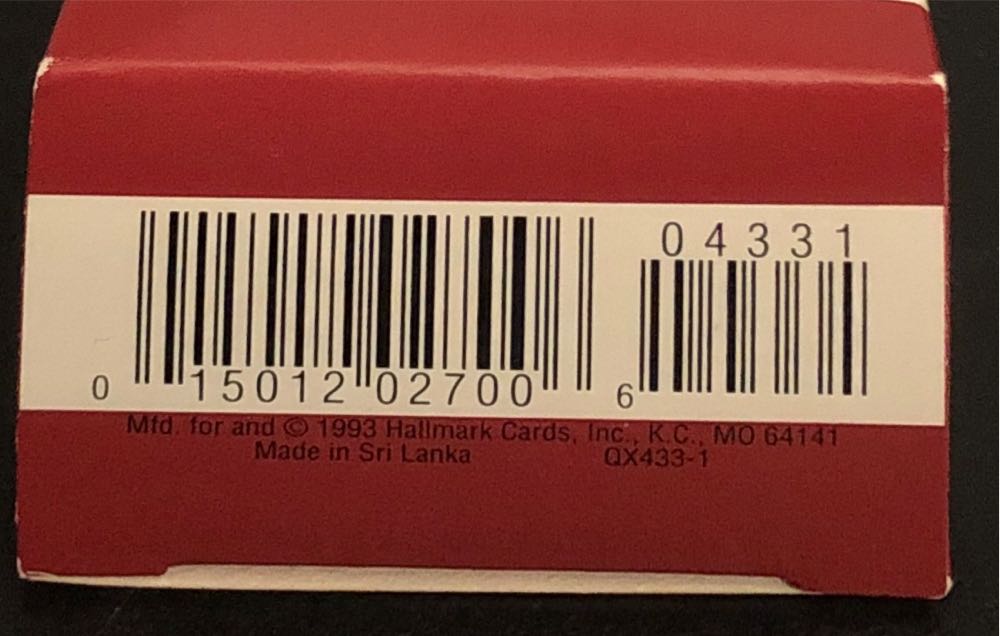 04331
0 15012 02700 6
Mfd. for and © 1993 Hallmark Cards, Inc., K.C., MO 64141
Made in Sri Lanka QX433-1